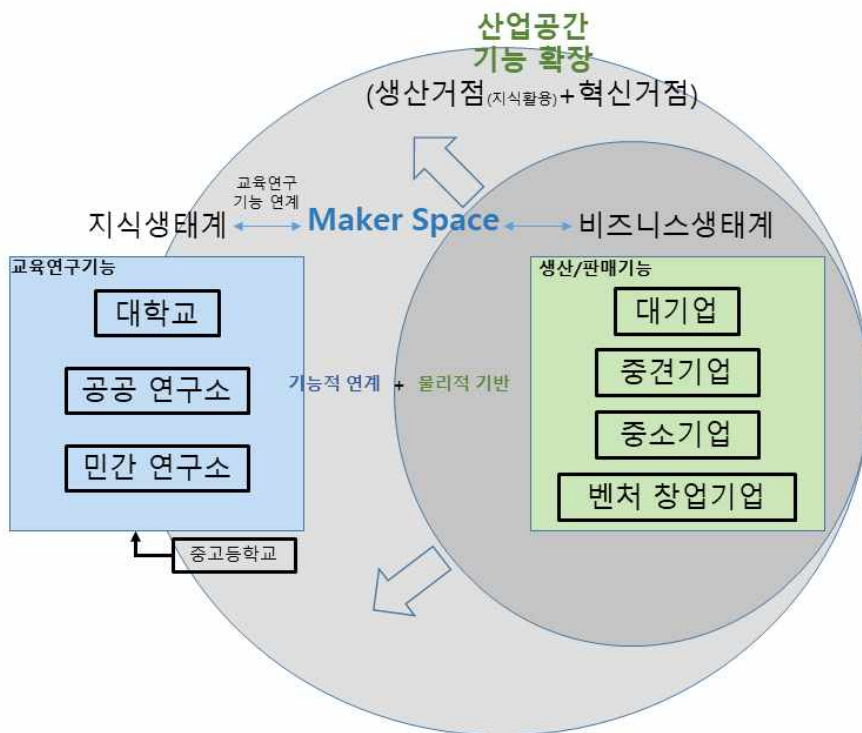 산업공간
기능 확장
(생산거점(지식활용)+혁신거점)
교육연구
기능 연계
지식생태계
Maker Space
비즈니스생태계
교육연구기능
대학교
공공 연구소
민간 연구소
중고등학교
기능적 연계 + 물리적 기반
생산/판매기능
대기업
중견기업
중소기업
벤처 창업기업